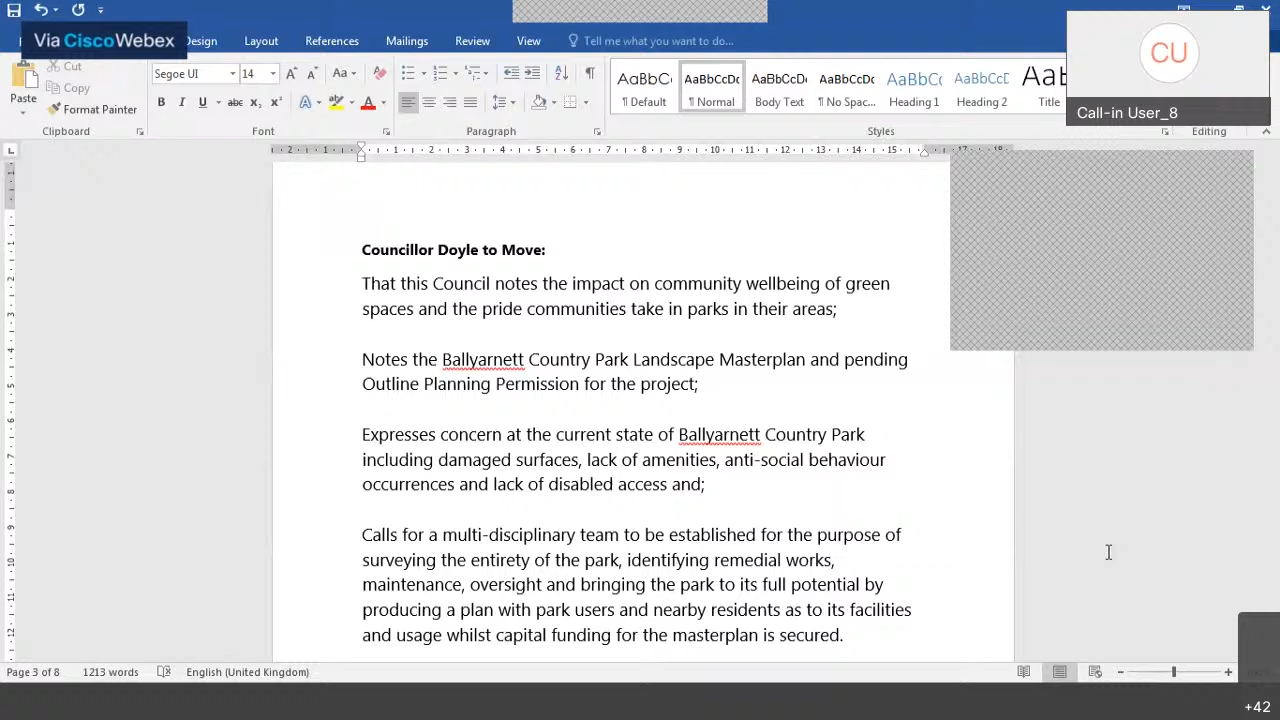 Via CiscoWebex
Design Layout References Mailings Review View Tell me what you want to do...
CU
Call-in User_8
Cut
Copy
Format Painter
Paste
Clipboard
Segoe UI 14
Font
Paragraph
AaBbC AaBbCcDc AaBbCcDc AaBbCcDc AaBbCc AaBbCcDc
¶ Default ¶ Normal Body Text ¶ No Spac... Heading 1 Heading 2 Title
Styles
Editing
Councillor Doyle to Move:
That this Council notes the impact on community wellbeing of green
spaces and the pride communities take in parks in their areas;
Notes the Ballyarnett Country Park Landscape Masterplan and pending
Outline Planning Permission for the project;
Expresses concern at the current state of Ballyarnett Country Park
including damaged surfaces, lack of amenities, anti-social behaviour
occurrences and lack of disabled access and;
Calls for a multi-disciplinary team to be established for the purpose of
surveying the entirety of the park, identifying remedial works,
maintenance, oversight and bringing the park to its full potential by
producing a plan with park users and nearby residents as to its facilities
and usage whilst capital funding for the masterplan is secured.
Page 3 of 8 1213 words English (United Kingdom)
+42